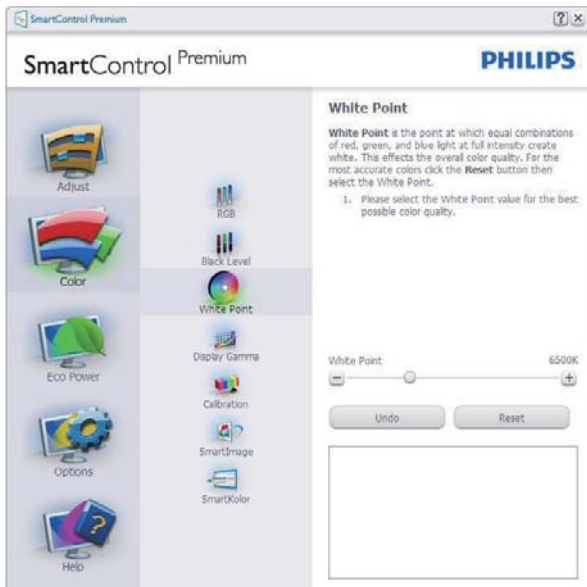 SmartControl Premium
? ×
SmartControl Premium
PHILIPS
Adjust
Color
Eco Power
Options
Help
RGB
Black Level
White Point
Display Gamma
Calibration
SmartImage
SmartKolor
White Point
White Point is the point at which equal combinations
of red, green, and blue light at full intensity create
white. This effects the overall color quality. For the
most accurate colors click the Reset button then
select the White Point.
1. Please select the White Point value for the best
possible color quality.
White Point 6500K
Undo Reset